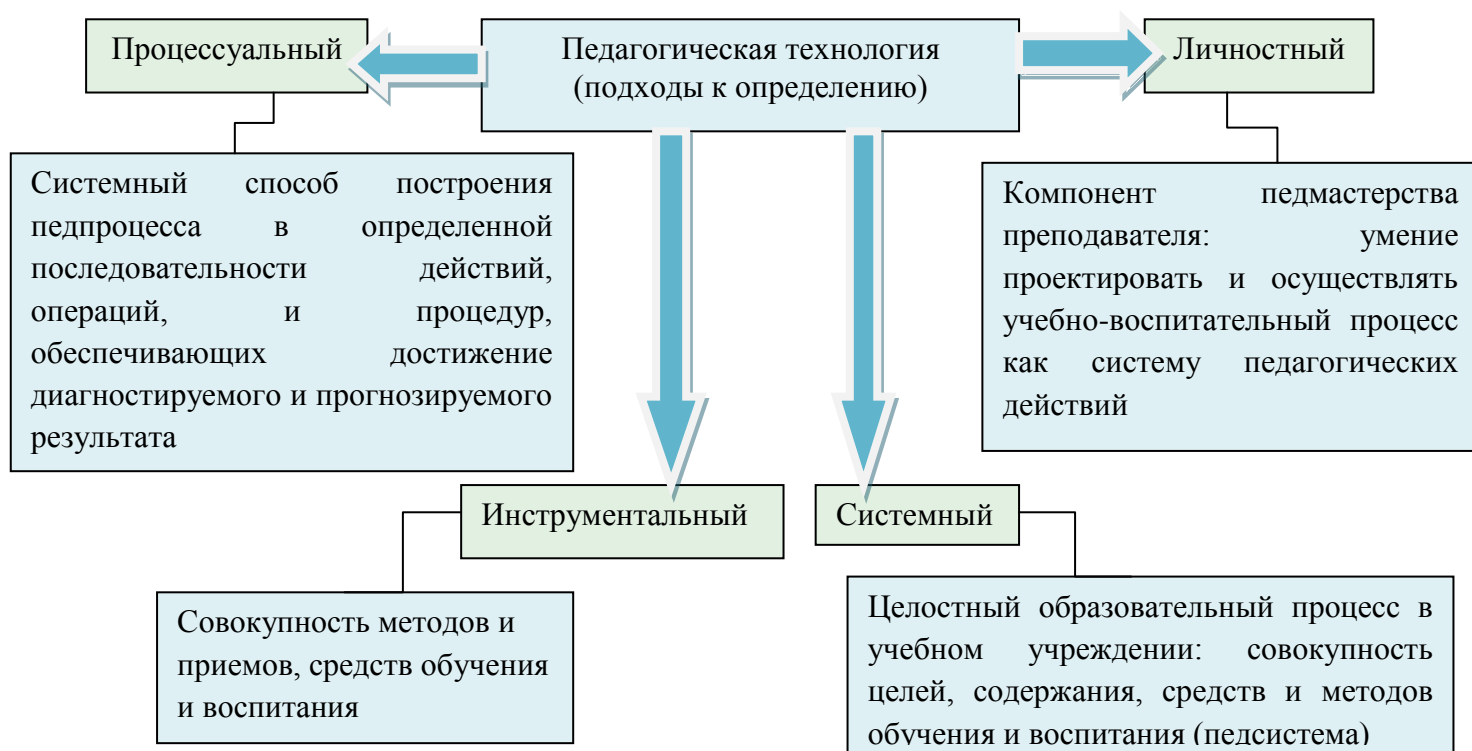 Процессуальный
Педагогическая технология
(подходы к определению)
Личностный
Системный способ построения
педпроцесса в определенной
последовательности действий,
операций, и процедур,
обеспечивающих достижение
диагностируемого и прогнозируемого
результата
Компонент педмастерства
преподавателя: умение
проектировать и осуществлять
учебно-воспитательный процесс
как систему педагогических
действий
Инструментальный
Системный
Совокупность методов и
приемов, средств обучения
и воспитания
Целостный образовательный процесс в
учебном учреждении: совокупность
целей, содержания, средств и методов
обучения и воспитания (педсистема)